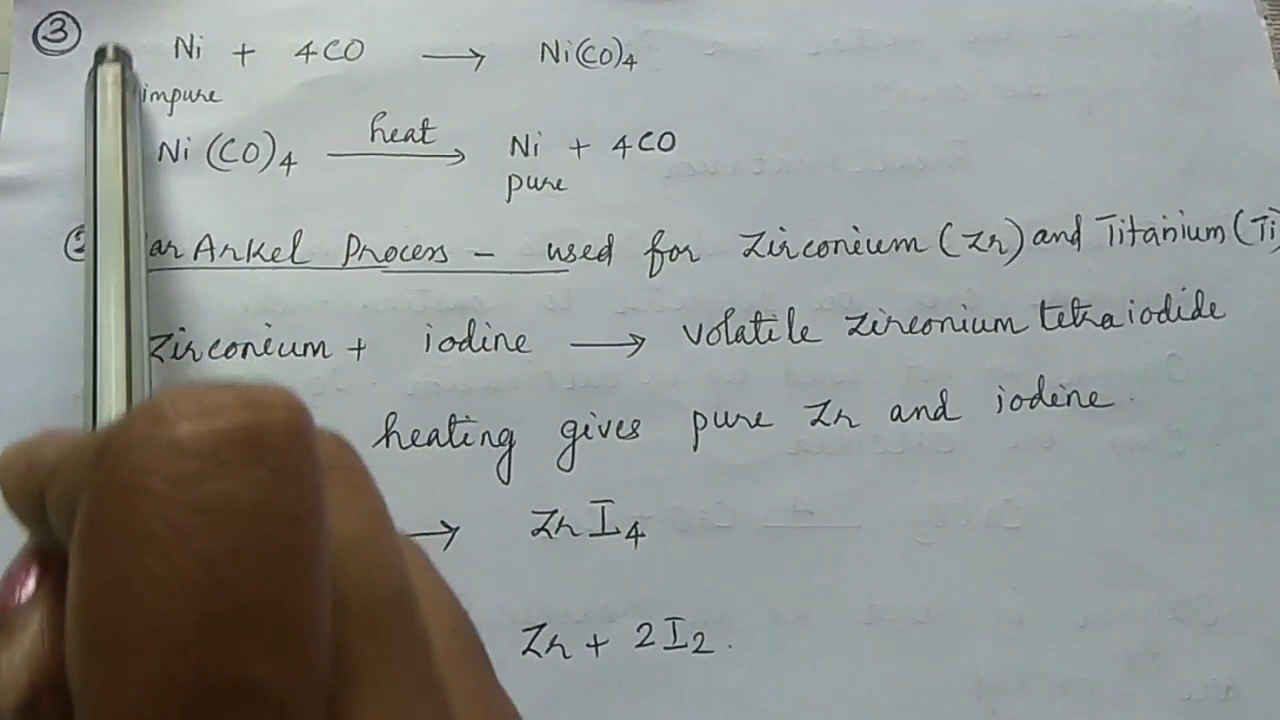 ③
Ni + 4CO ⟶ Ni(CO)4
impure
Ni (CO)4 heat⟶ Ni + 4CO
pure
Arkel Process - used for Zirconium (Zr) and Titanium (Ti)
Zirconium + iodine ⟶ volatile zirconium tetraiodide
heating gives pure Zr and iodine.
⟶ ZrI4
Zr + 2I2.